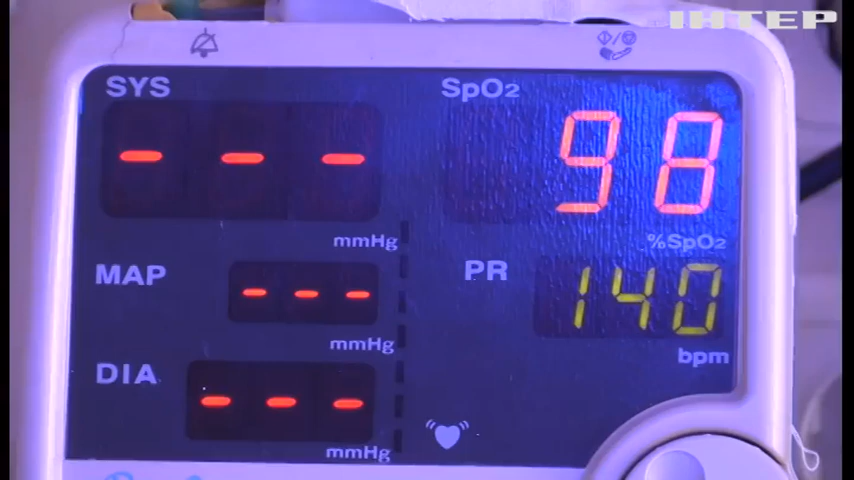 ІНТЕР
SYS
SpO2
- - -
98
mmHg
%SpO2
MAP
- - -
PR
140
mmHg
bpm
DIA
- - -
mmHg